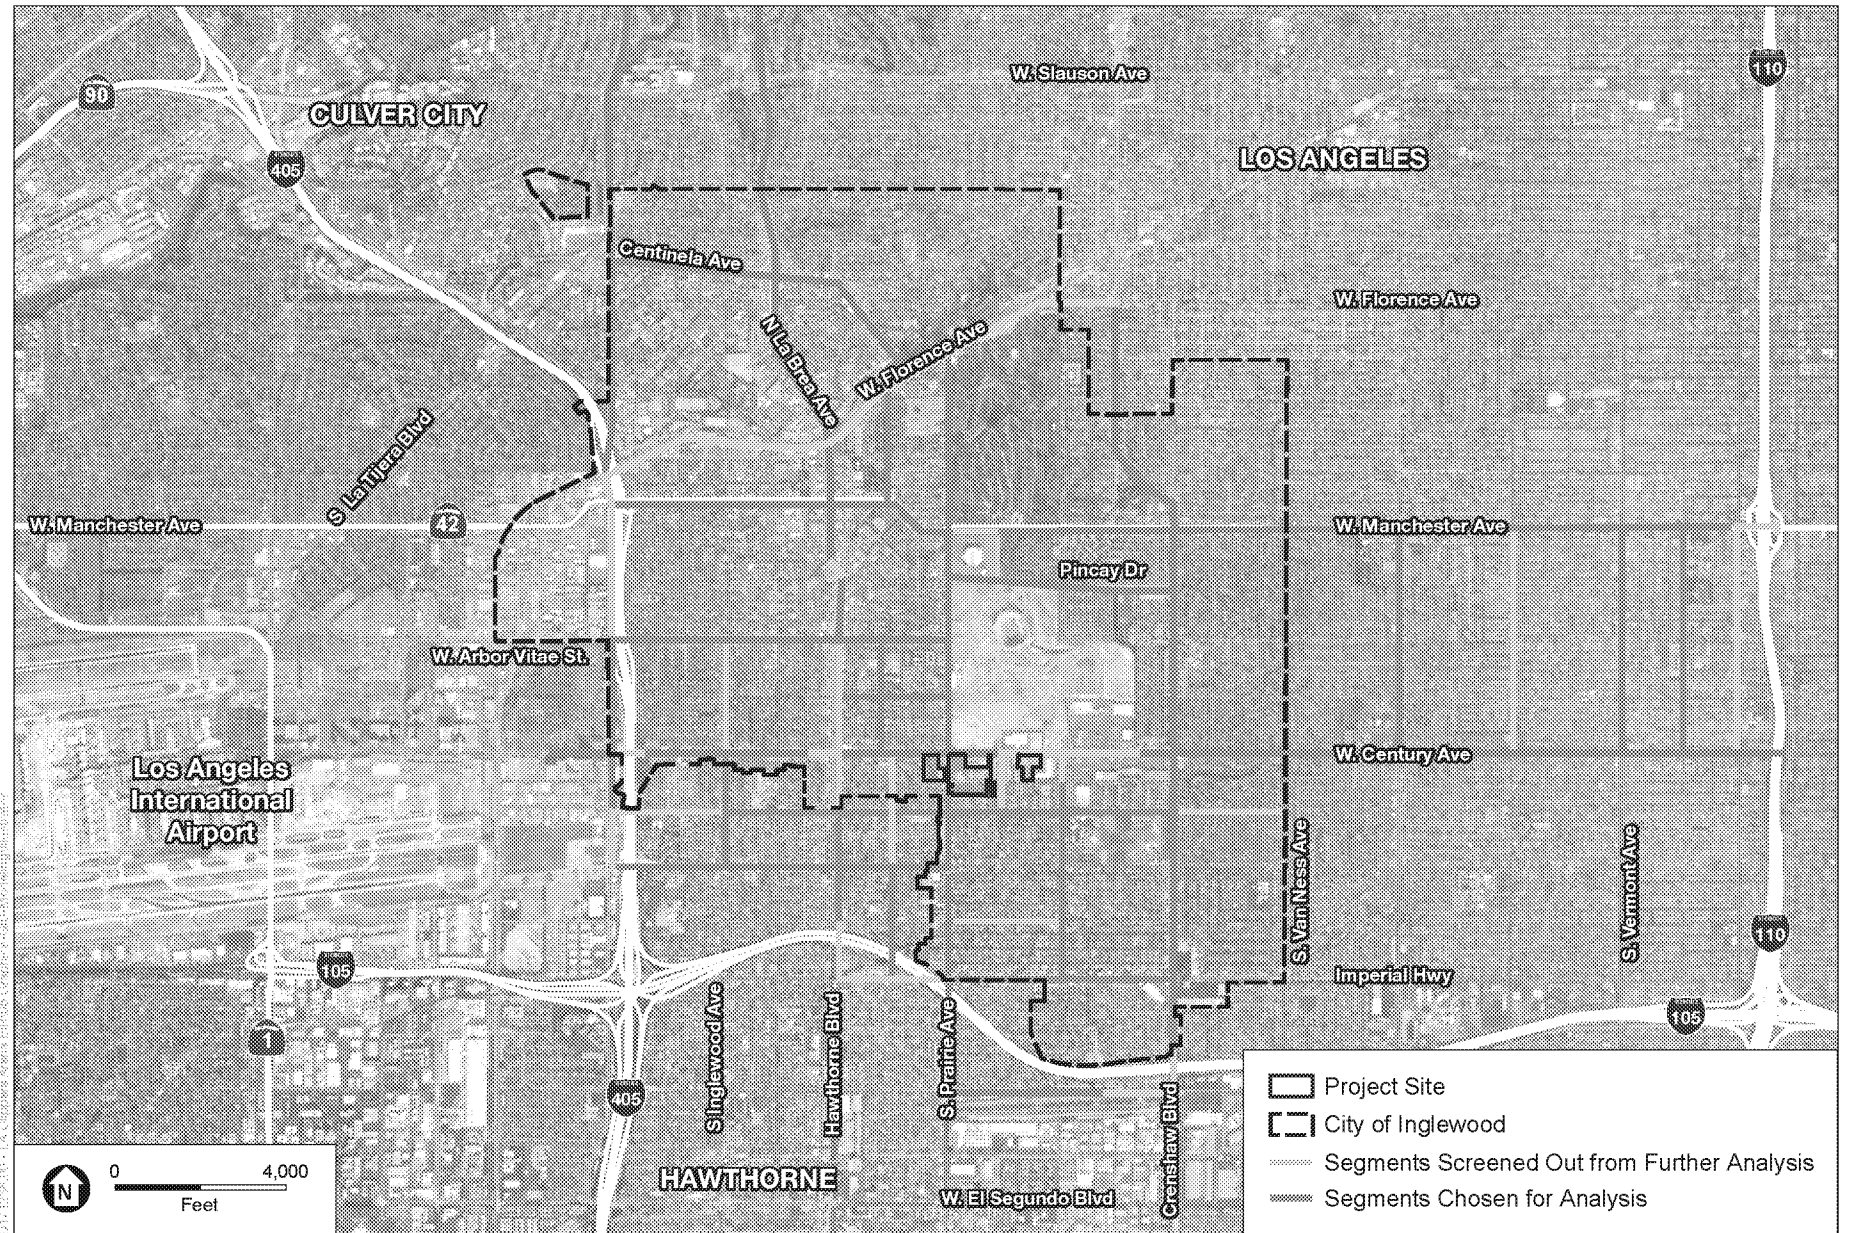 W. Slauson Ave
110
90
CULVER CITY
LOS ANGELES
405
Centinela Ave
W. Florence Ave
N La Brea Ave
W. Florence Ave
S La Tijera Blvd
W. Manchester Ave
42
W. Manchester Ave
Pincay Dr
W. Arbor Vitae St.
W. Century Ave
Los Angeles
International
Airport
S. Van Ness Ave
S. Vermont Ave
110
105
Imperial Hwy
105
1
S Inglewood Ave
Hawthorne Blvd
S. Prairie Ave
Crenshaw Blvd
405
HAWTHORNE
W. El Segundo Blvd
N
0 4,000
Feet
Project Site
City of Inglewood
Segments Screened Out from Further Analysis
Segments Chosen for Analysis